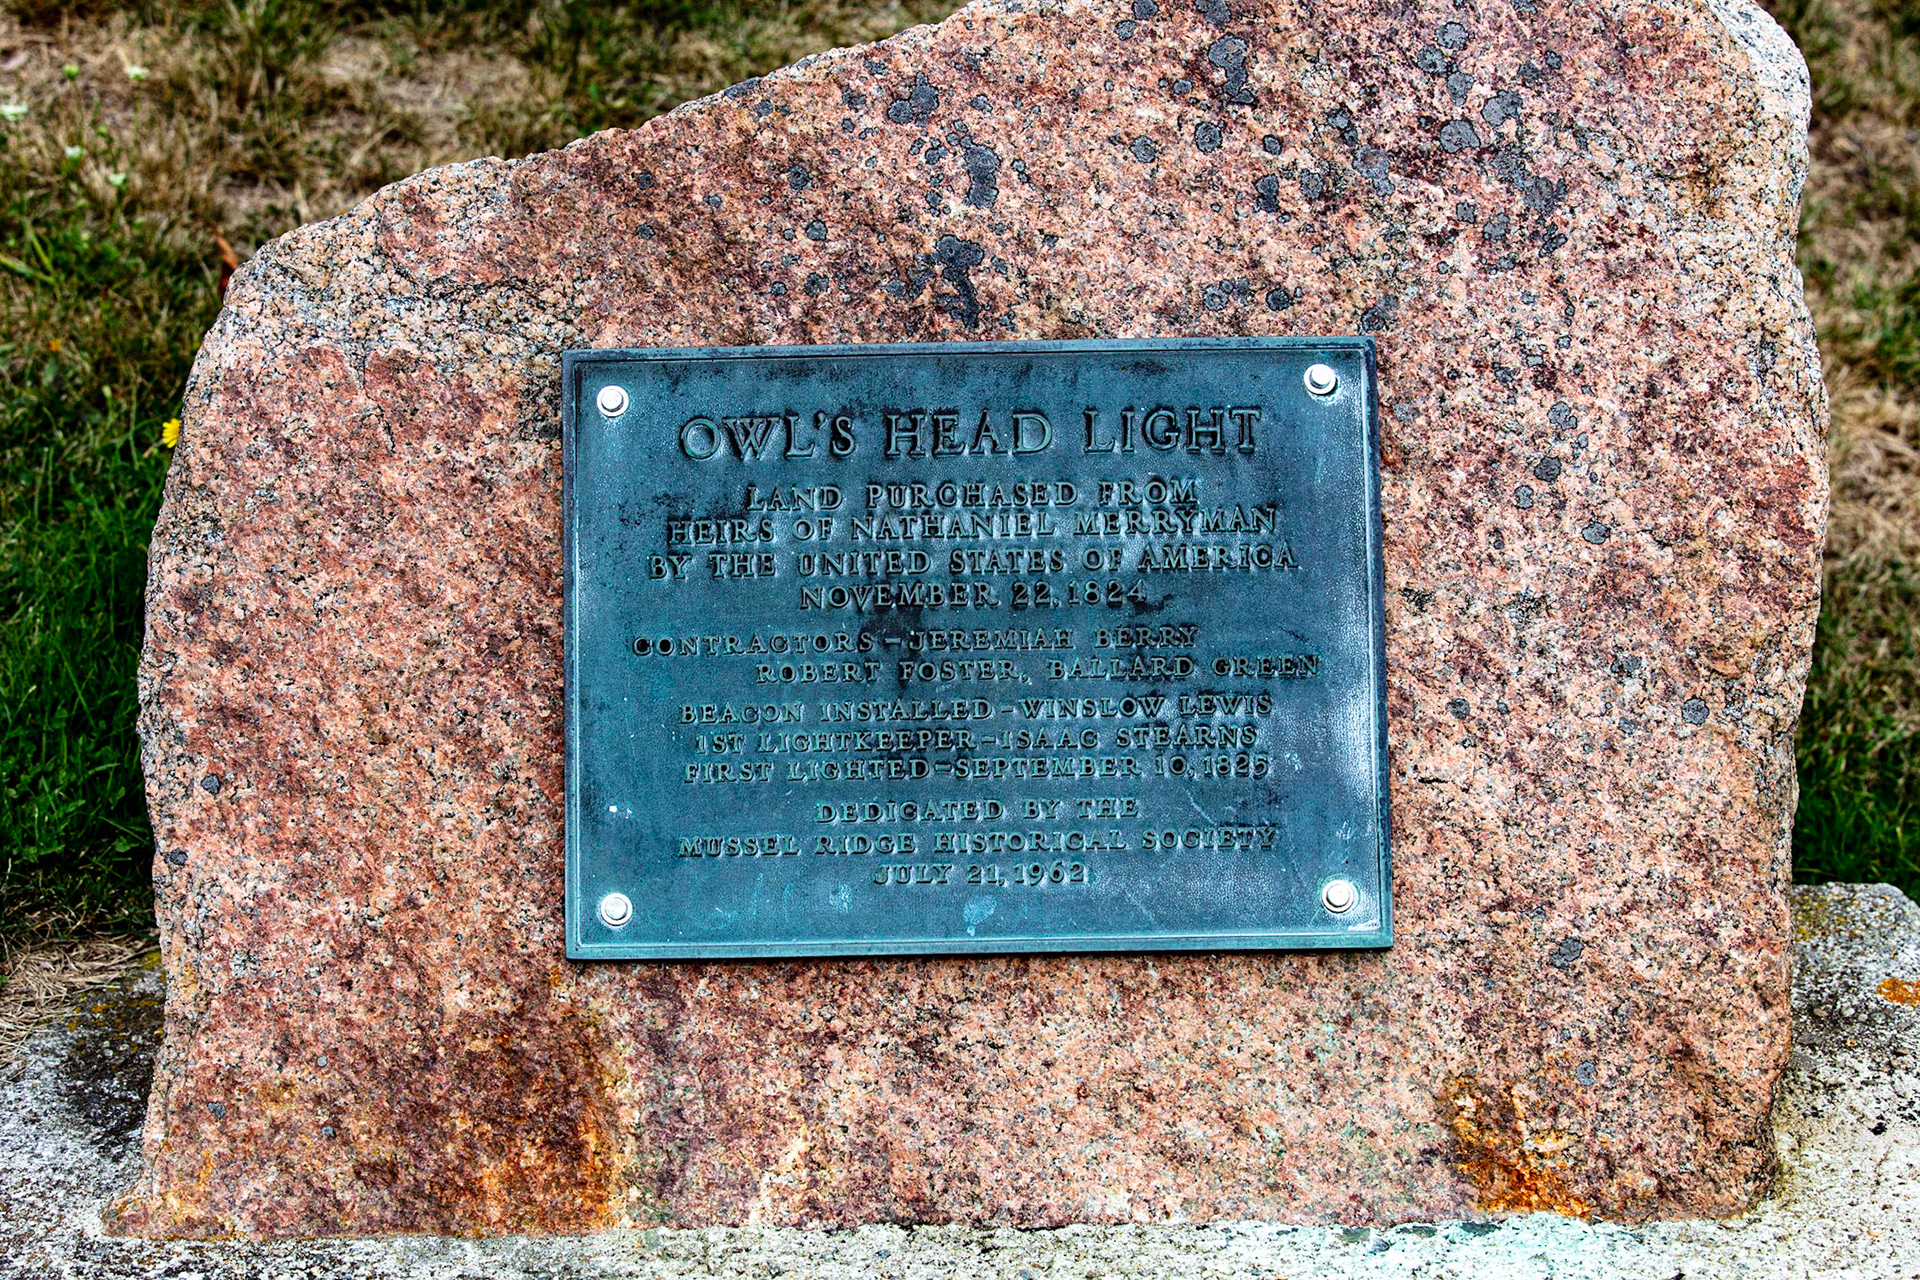 OWL'S HEAD LIGHT
LAND PURCHASED FROM
HEIRS OF NATHANIEL MERRYMAN
BY THE UNITED STATES OF AMERICA
NOVEMBER 22, 1824
CONTRACTORS – JEREMIAH BERRY
ROBERT FOSTER, BALLARD GREEN
BEACON INSTALLED – WINSLOW LEWIS
1ST LIGHTKEEPER – ISAAC STEARNS
FIRST LIGHTED – SEPTEMBER 10, 1825
DEDICATED BY THE
MUSSEL RIDGE HISTORICAL SOCIETY
JULY 21, 1962